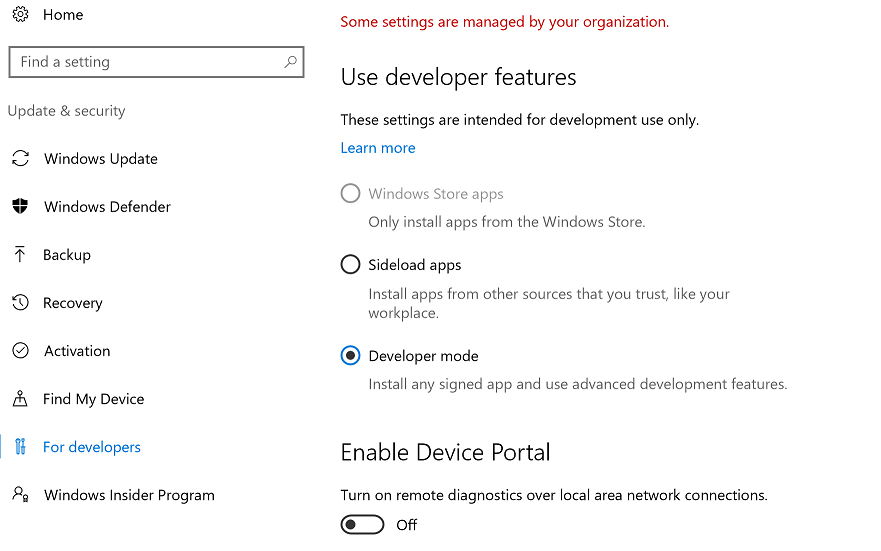 Home
Find a setting
Update & security
Windows Update
Windows Defender
Backup
Recovery
Activation
Find My Device
For developers
Windows Insider Program
Some settings are managed by your organization.
Use developer features
These settings are intended for development use only.
Learn more
Windows Store apps
Only install apps from the Windows Store.
Sideload apps
Install apps from other sources that you trust, like your
workplace.
Developer mode
Install any signed app and use advanced development features.
Enable Device Portal
Turn on remote diagnostics over local area network connections.
Off